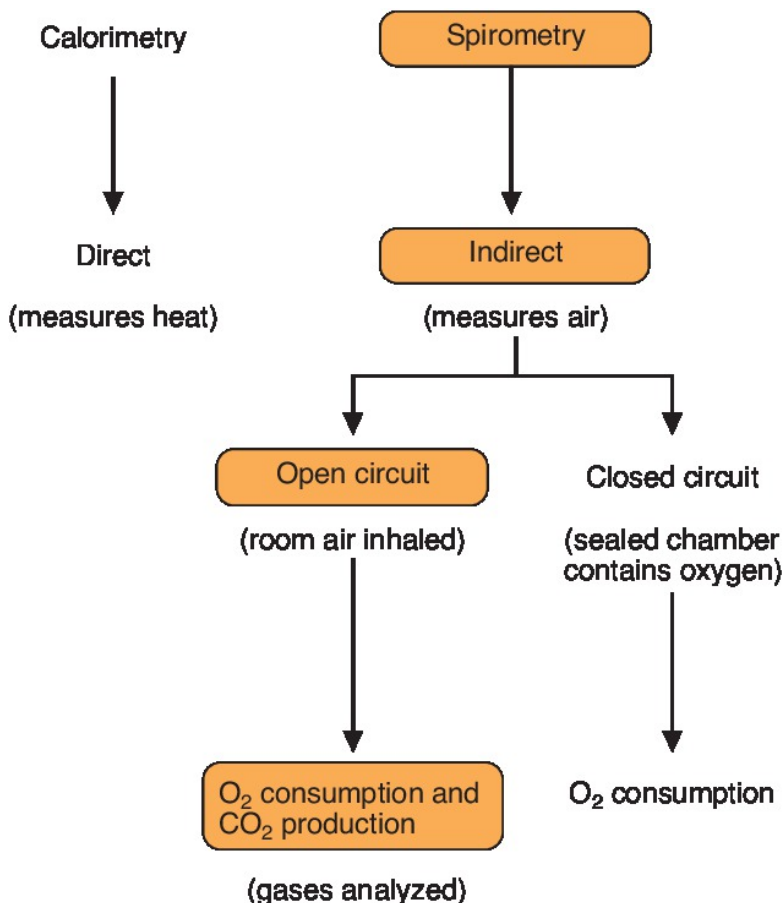 Calorimetry
Spirometry
Direct
Indirect
(measures heat)
(measures air)
Open circuit
Closed circuit
(room air inhaled)
(sealed chamber
contains oxygen)
O₂ consumption and
CO₂ production
O₂ consumption
(gases analyzed)